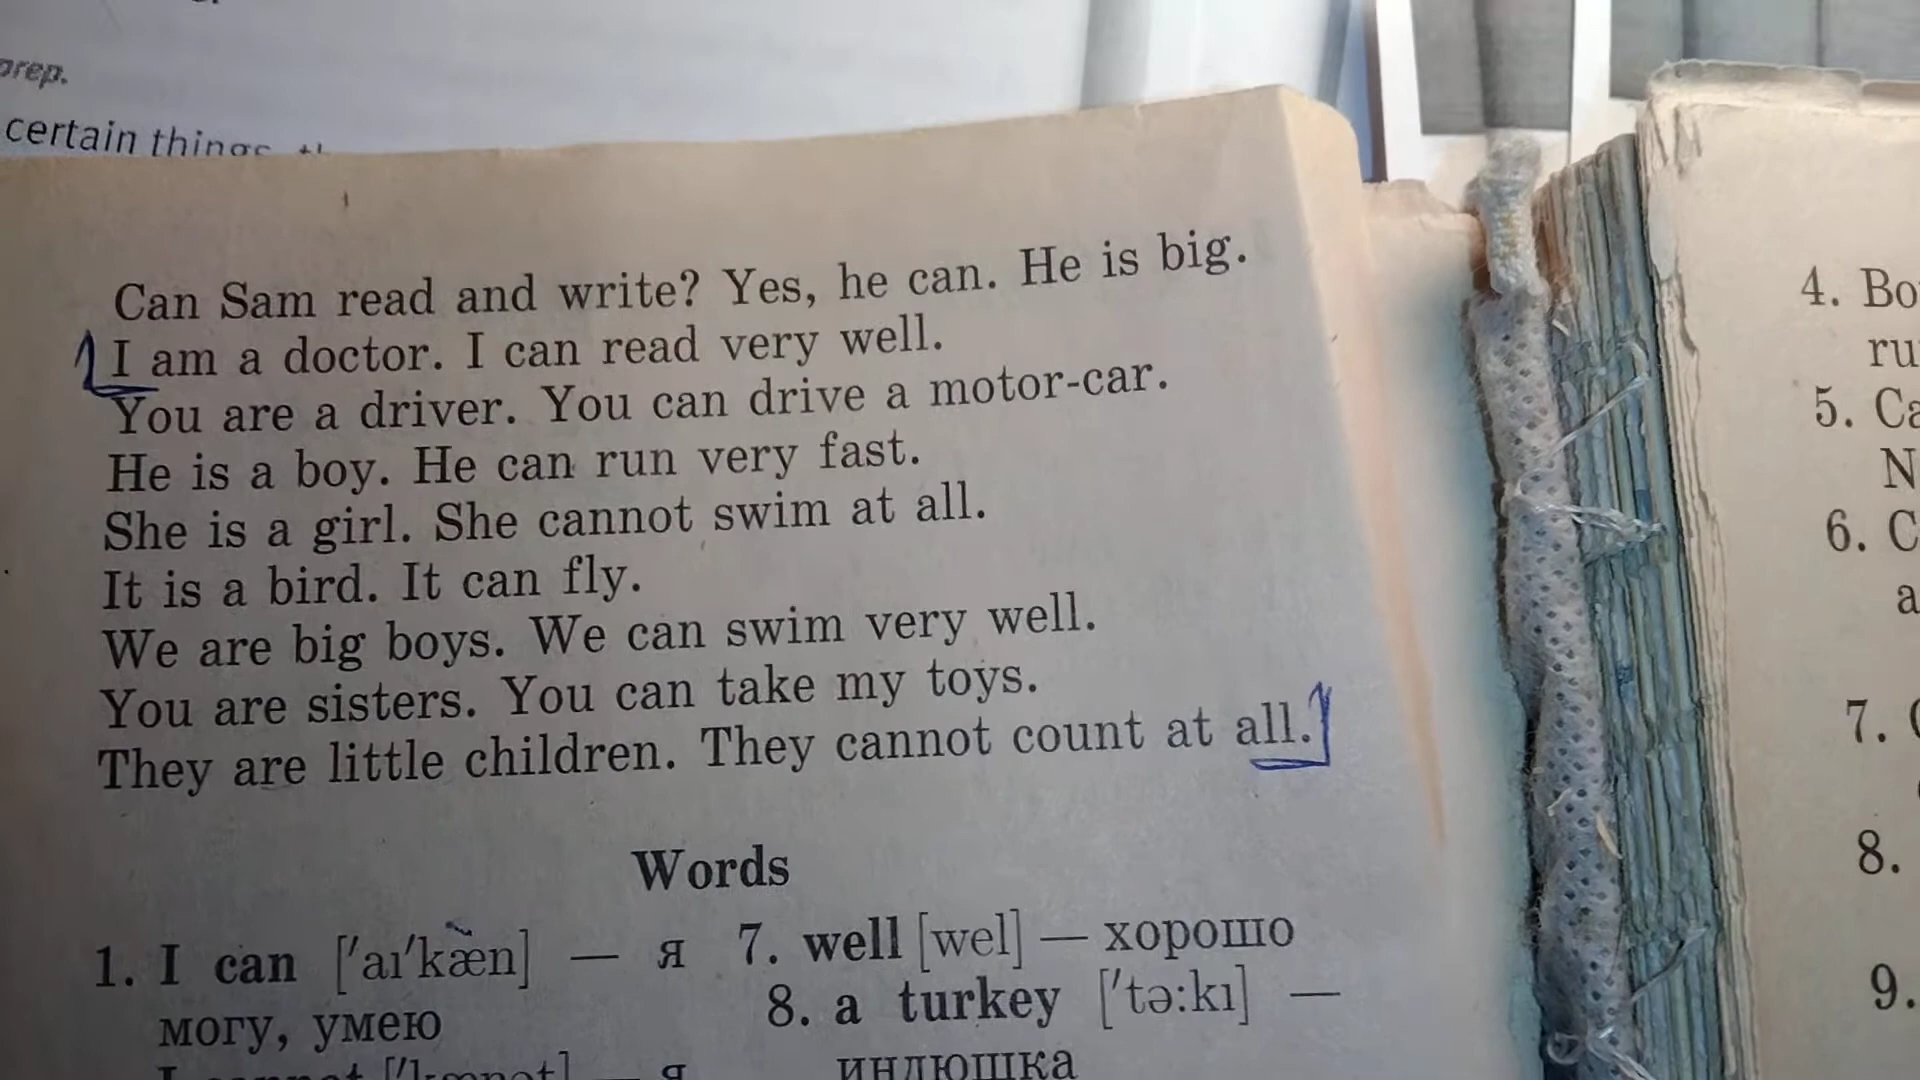 prep.
certain things
Can Sam read and write? Yes, he can. He is big.
I am a doctor. I can read very well.
You are a driver. You can drive a motor-car.
He is a boy. He can run very fast.
She is a girl. She cannot swim at all.
It is a bird. It can fly.
We are big boys. We can swim very well.
You are sisters. You can take my toys.
They are little children. They cannot count at all.
Words
1. I can [ˈaıˈkæn] — я
могу, умею
7. well [wel] — хорошо
8. a turkey [ˈtə:kı] —
индюшка
4. Bo
ru
5. Ca
N
6. C
a
7.
8.
9.